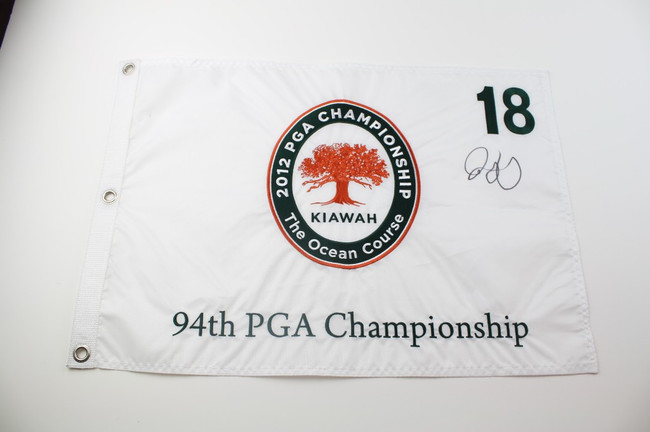 18
2012 PGA CHAMPIONSHIP
KIAWAH
The Ocean Course
94th PGA Championship